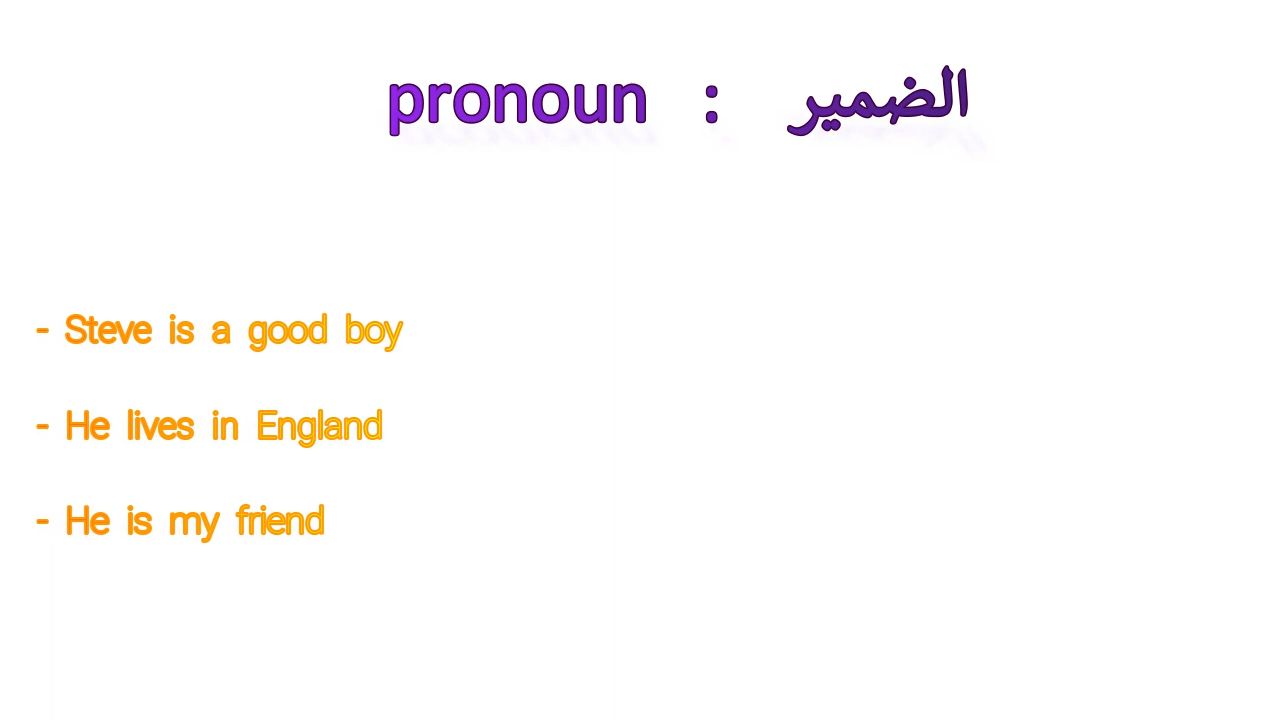 pronoun : الضمير
- Steve is a good boy
- He lives in England
- He is my friend